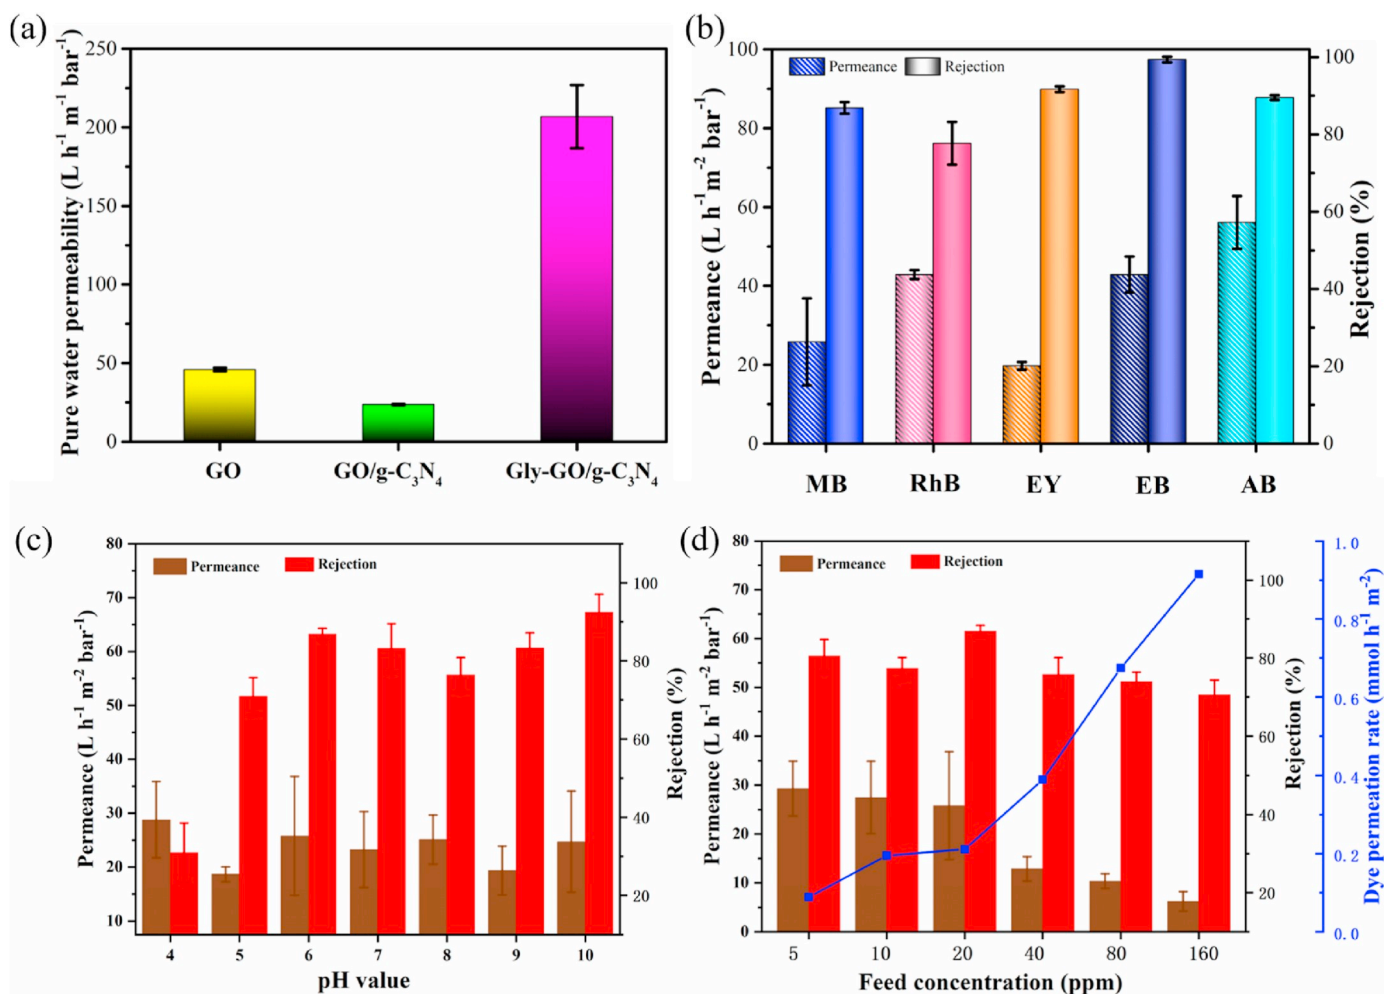 (a)
Pure water permeability (L h⁻¹ m⁻¹ bar⁻¹)
250
200
150
100
50
0
GO
GO/g-C₃N₄
Gly-GO/g-C₃N₄
(b)
Permeance (L h⁻¹m⁻² bar⁻¹)
100
80
60
40
20
0
Permeance
Rejection
MB
RhB
EY
EB
AB
100
80
60
40
20
0
Rejection (%)
(c)
Permeance (L h⁻¹ m⁻² bar⁻¹)
80
70
60
50
40
30
20
10
Permeance
Rejection
4
5
6
7
8
9
10
pH value
100
80
60
40
20
Rejection (%)
(d)
Permeance (L h⁻¹ m⁻² bar⁻¹)
80
70
60
50
40
30
20
10
0
Permeance
Rejection
5
10
20
40
80
160
Feed concentration (ppm)
100
80
60
40
20
Rejection (%)
1.0
0.8
0.6
0.4
0.2
0.0
Dye permeation rate (mmol h⁻¹ m⁻²)